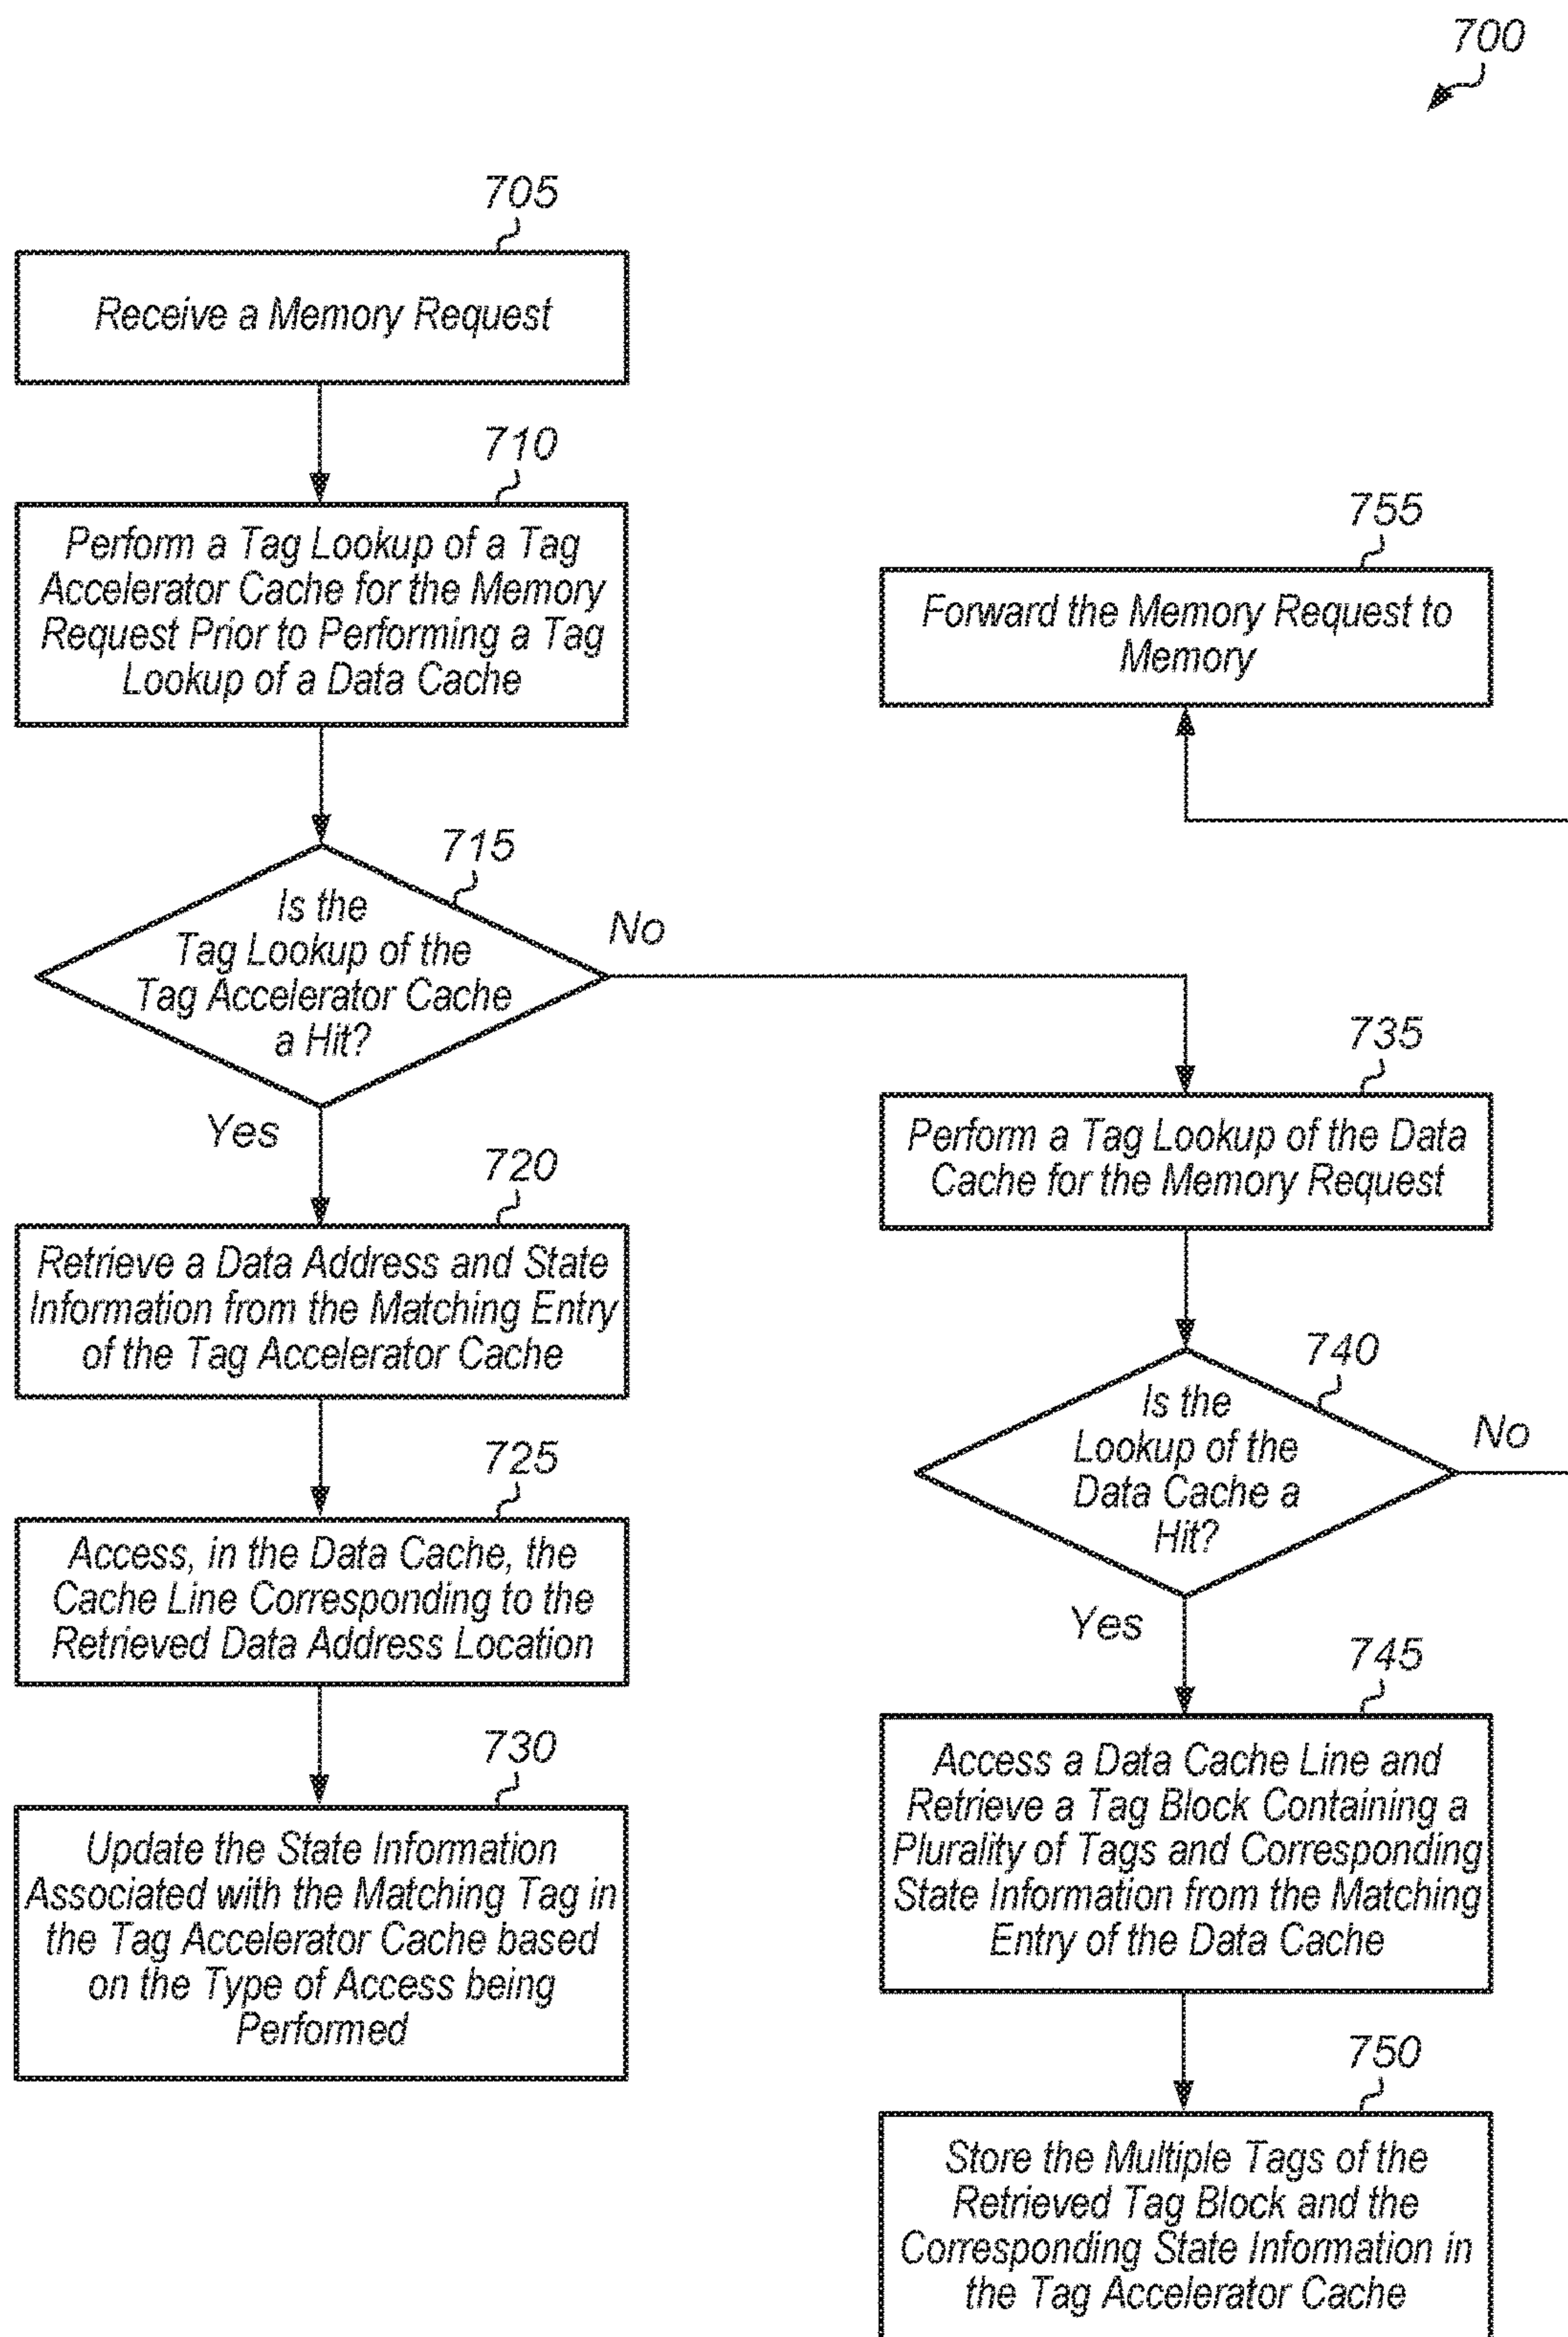 700
705
Receive a Memory Request
710
Perform a Tag Lookup of a Tag
Accelerator Cache for the Memory
Request Prior to Performing a Tag
Lookup of a Data Cache
715
Is the
Tag Lookup of the
Tag Accelerator Cache
a Hit?
No
Yes
720
Retrieve a Data Address and State
Information from the Matching Entry
of the Tag Accelerator Cache
725
Access, in the Data Cache, the
Cache Line Corresponding to the
Retrieved Data Address Location
730
Update the State Information
Associated with the Matching Tag in
the Tag Accelerator Cache based
on the Type of Access being
Performed
755
Forward the Memory Request to
Memory
735
Perform a Tag Lookup of the Data
Cache for the Memory Request
740
Is the
Lookup of the
Data Cache a
Hit?
No
Yes
745
Access a Data Cache Line and
Retrieve a Tag Block Containing a
Plurality of Tags and Corresponding
State Information from the Matching
Entry of the Data Cache
750
Store the Multiple Tags of the
Retrieved Tag Block and the
Corresponding State Information in
the Tag Accelerator Cache